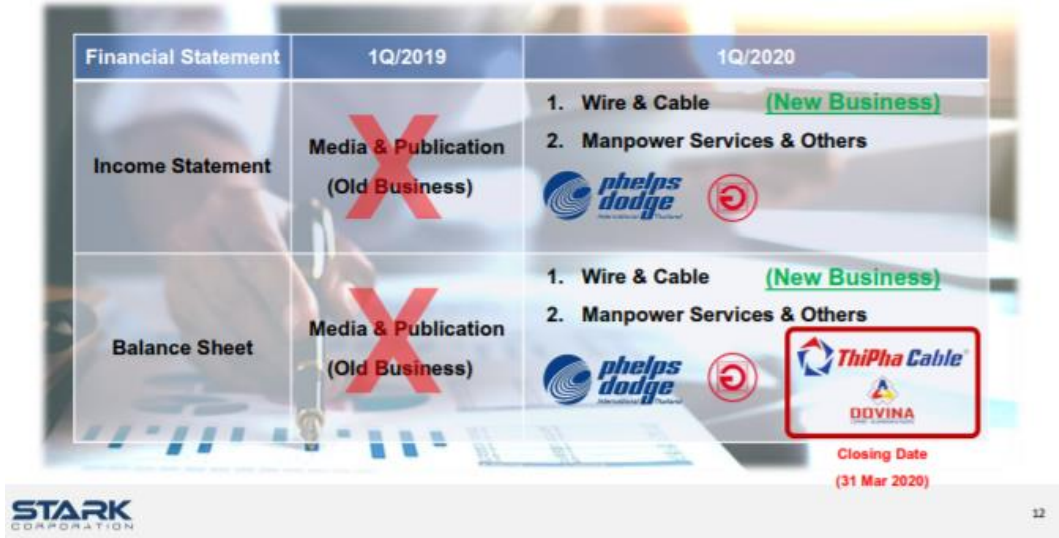 Financial Statement 1Q/2019 1Q/2020
Income Statement
Media & Publication
(Old Business)
X
1. Wire & Cable (New Business)
2. Manpower Services & Others
phelps
dodge
Balance Sheet
Media & Publication
(Old Business)
X
1. Wire & Cable (New Business)
2. Manpower Services & Others
phelps
dodge
ThiPha Cable
DOVINA
Closing Date
(31 Mar 2020)
STARK
CORPORATION
12